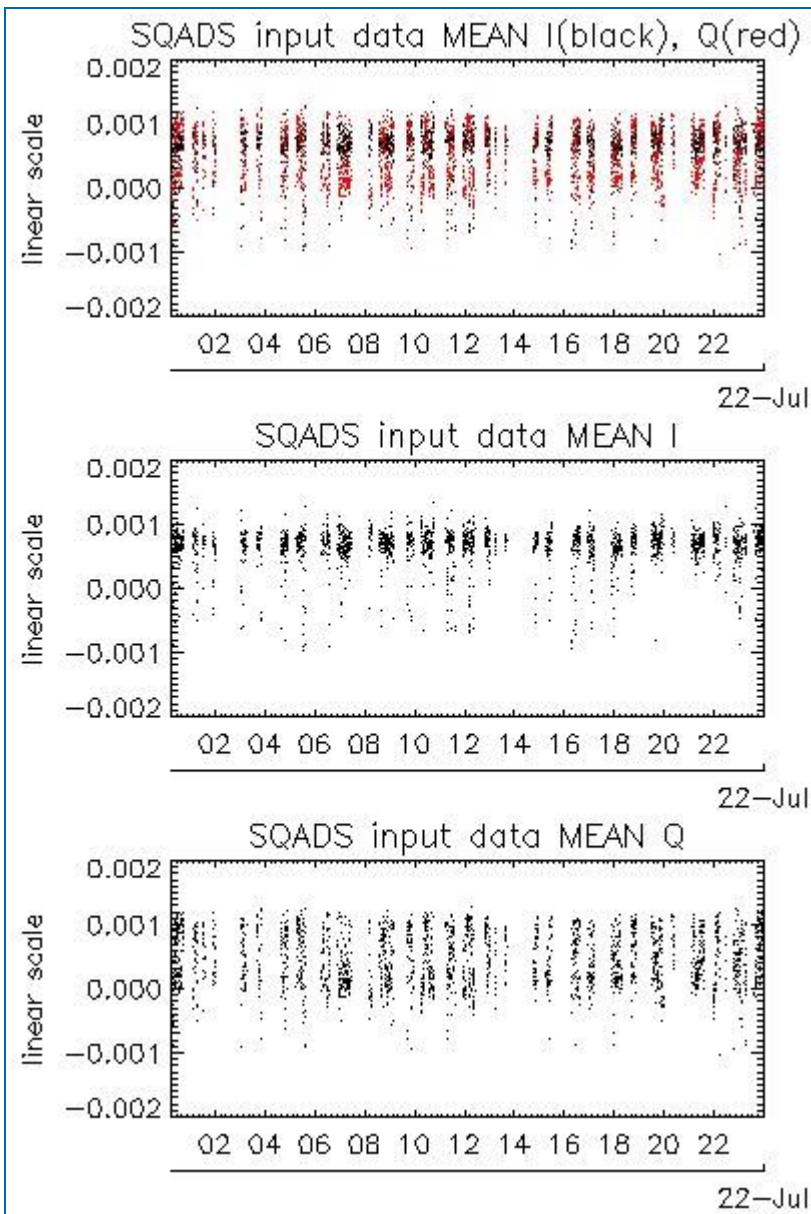 SQADS input data MEAN I(black), Q(red)
0.002
0.001
0.000
-0.001
-0.002
linear scale
02 04 06 08 10 12 14 16 18 20 22
22-Jul
SQADS input data MEAN I
0.002
0.001
0.000
-0.001
-0.002
linear scale
02 04 06 08 10 12 14 16 18 20 22
22-Jul
SQADS input data MEAN Q
0.002
0.001
0.000
-0.001
-0.002
linear scale
02 04 06 08 10 12 14 16 18 20 22
22-Jul